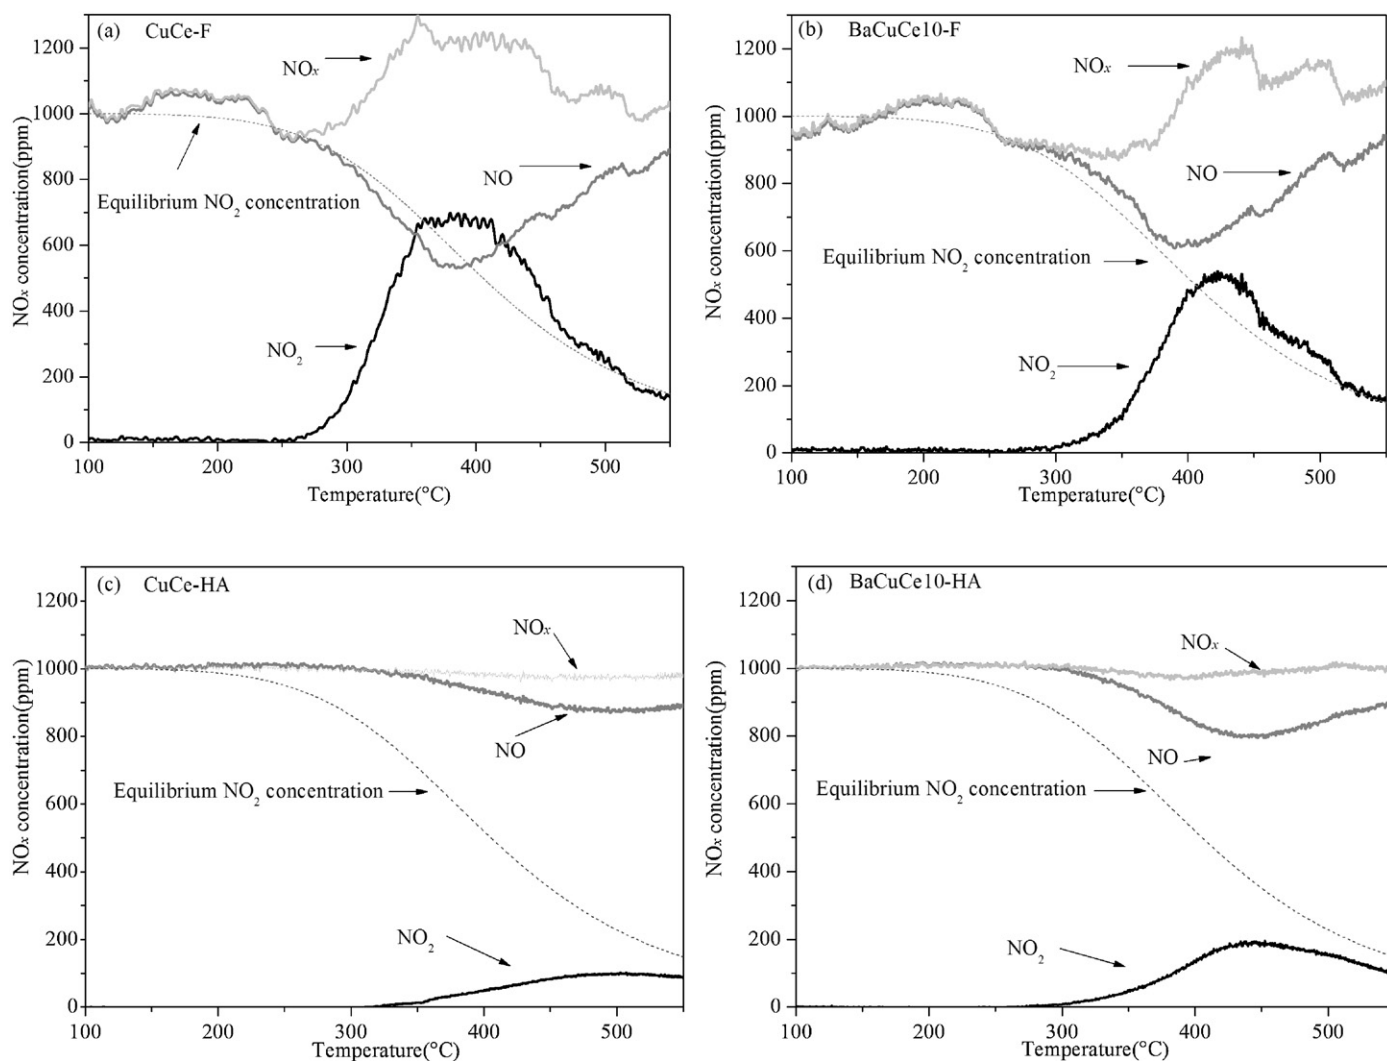 (a) CuCe-F
NOx concentration(ppm)
1200
1000
800
600
400
200
0
NOx
NO
Equilibrium NO2 concentration
NO2
100 200 300 400 500
Temperature(°C)
(b) BaCuCe10-F
NOx concentration(ppm)
1200
1000
800
600
400
200
0
NOx
NO
Equilibrium NO2 concentration
NO2
100 200 300 400 500
Temperature(°C)
(c) CuCe-HA
NOx concentration(ppm)
1200
1000
800
600
400
200
0
NOx
NO
Equilibrium NO2 concentration
NO2
100 200 300 400 500
Temperature(°C)
(d) BaCuCe10-HA
NOx concentration(ppm)
1200
1000
800
600
400
200
0
NOx
NO
Equilibrium NO2 concentration
NO2
100 200 300 400 500
Temperature(°C)